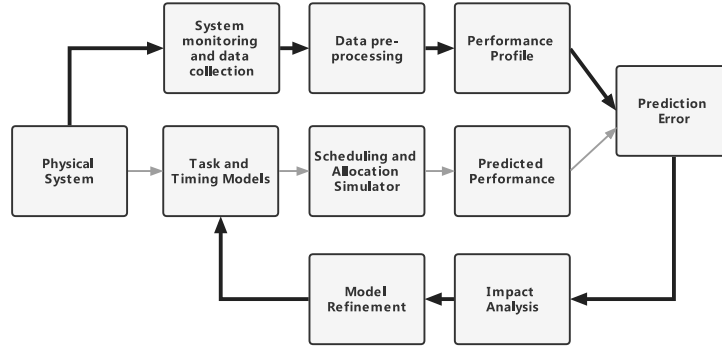 System
monitoring
and data
collection
Data pre-
processing
Performance
Profile
Prediction
Error
Physical
System
Task and
Timing Models
Scheduling and
Allocation
Simulator
Predicted
Performance
Model
Refinement
Impact
Analysis